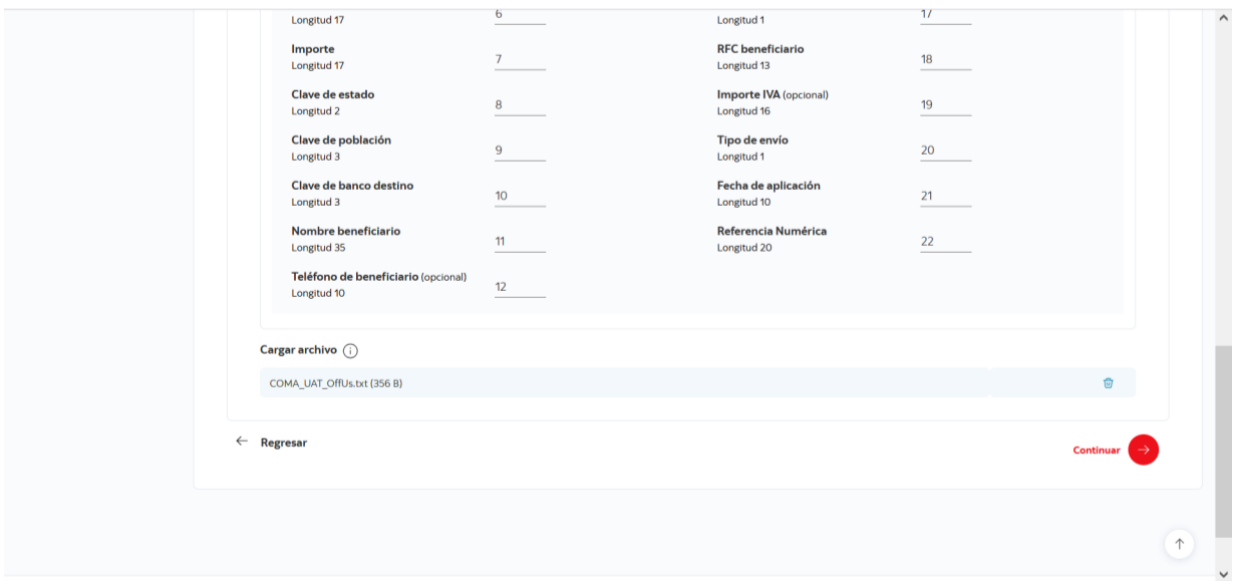 Longitud 17
6
Longitud 1
17
Importe
Longitud 17
7
RFC beneficiario
Longitud 13
18
Clave de estado
Longitud 2
8
Importe IVA (opcional)
Longitud 16
19
Clave de población
Longitud 3
9
Tipo de envío
Longitud 1
20
Clave de banco destino
Longitud 3
10
Fecha de aplicación
Longitud 10
21
Nombre beneficiario
Longitud 35
11
Referencia Numérica
Longitud 20
22
Teléfono de beneficiario (opcional)
Longitud 10
12
Cargar archivo
COMA_UAT_OffUs.txt (356 B)
Regresar
Continuar